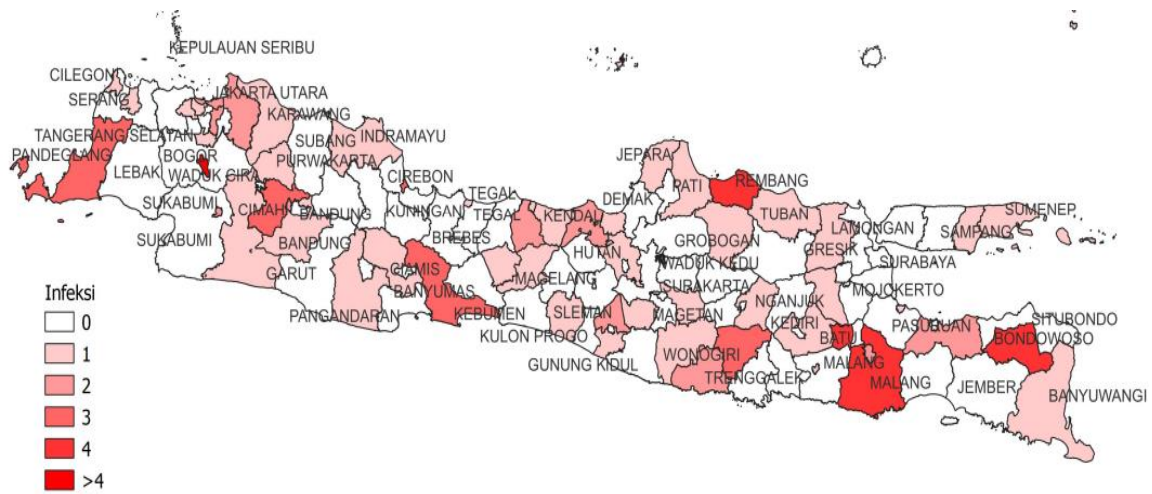 KEPULAUAN SERIBU
CILEGON
SERANG
JAKARTA UTARA
KARAWANG
TANGERANG SELATAN
SUBANG
INDRAMAYU
PANDEGLANG
BOGOR
PURWAKARTA
JEPARA
LEBAK
WADUK CIRA
CIREBON
PATI
REMBANG
SUKABUMI
CIMAHI
BANDUNG
KUNINGAN
TEGAL
TEGAL
KENDAL
DEMAK
TUBAN
LAMONGAN
SUMENEP
SUKABUMI
BANDUNG
BREBES
HUTAN
GROBOGAN
GRESIK
SAMPANG
GARUT
CIAMIS
MAGELANG
WADUK KEDU
SURABAYA
Infeksi
BANYUMAS
SURAKARTA
MOJOKERTO
0
PANGANDARAN
KEBUMEN
SLEMAN
MAGETAN
NGANJUK
KEDIRI
PASURUAN
SITUBONDO
1
KULON PROGO
BATU
BONDOWOSO
2
GUNUNG KIDUL
WONOGIRI
TRENGGALEK
MALANG
MALANG
JEMBER
BANYUWANGI
3
4
>4